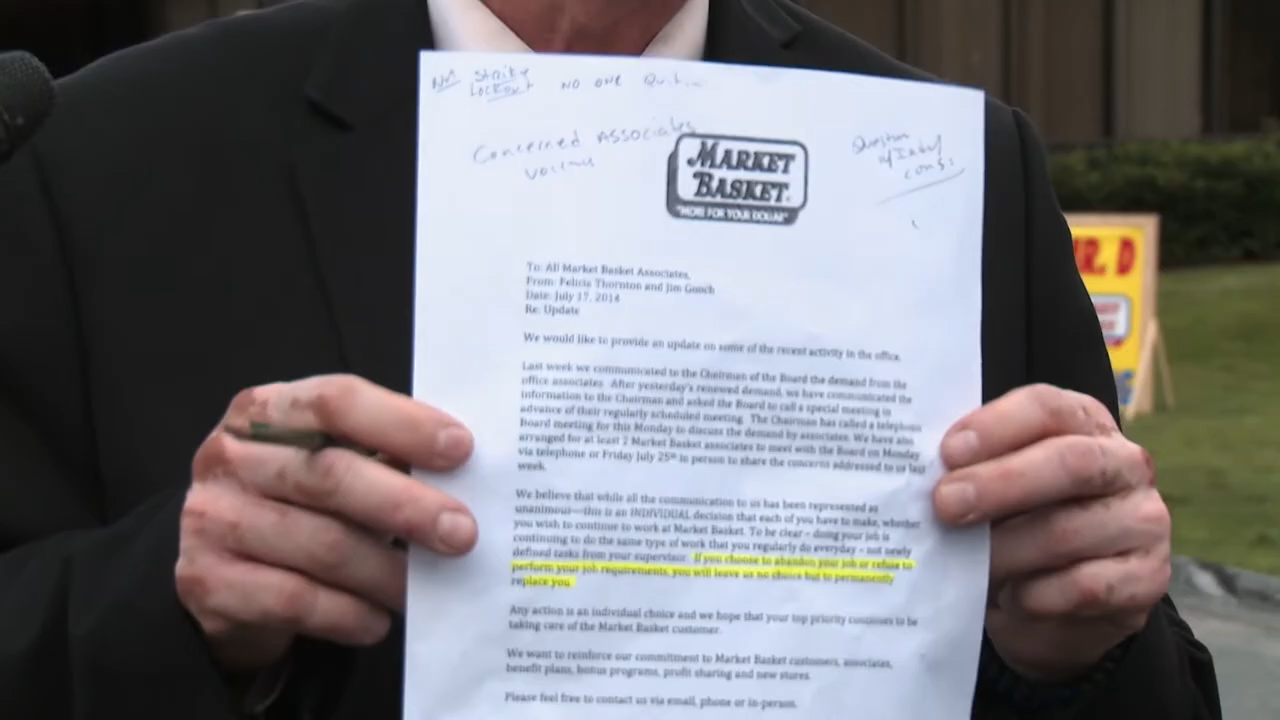 Not Strike
Lockout NO ONE
Concerned Associates
Question
MARKET
BASKET
"MORE FOR YOUR DOLLAR"
To: All Market Basket Associates,
From: Felicia Thornton and Jim Gooch
Date: July 17, 2014
Re: Update
We would like to provide an update on some of the recent activity in the office.
Last week we communicated to the Chairman of the Board the demand from the
office associates. After yesterday's renewed demand, we have communicated the
information to the Chairman and asked the Board to call a special meeting in
advance of their regularly scheduled meeting. The Chairman has called a telephone
Board meeting for this Monday to discuss the demand by associates. We have also
arranged for at least 2 Market Basket associates to meet with the Board on Monday
via telephone or Friday July 25th in person to share the concerns addressed to us last
week.
We believe that while all the communication to us has been represented as
unanimous—this is an INDIVIDUAL decision that each of you have to make, whether
you wish to continue to work at Market Basket. To be clear – doing your job is
continuing to do the same type of work that you regularly do everyday – not newly
defined tasks from your supervisor. If you choose to abandon your job or refuse to
perform your job requirements, you will leave us no choice but to permanently
replace you.
Any action is an individual choice and we hope that your top priority continues to be
taking care of the Market Basket customer.
We want to reinforce our commitment to Market Basket customers, associates,
benefit plans, bonus programs, profit sharing and new stores.
Please feel free to contact us via email, phone or in-person.
R. D